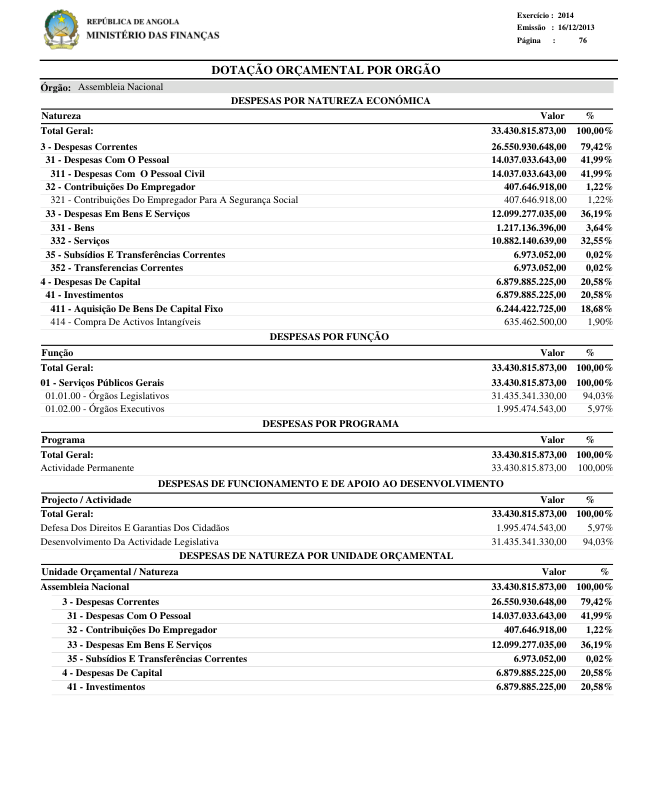 REPÚBLICA DE ANGOLA
MINISTÉRIO DAS FINANÇAS
Exercício : 2014
Emissão : 16/12/2013
Página : 76
DOTAÇÃO ORÇAMENTAL POR ORGÃO
Órgão: Assembleia Nacional
DESPESAS POR NATUREZA ECONÓMICA
Natureza Valor %
Total Geral: 33.430.815.873,00 100,00%
3 - Despesas Correntes 26.550.930.648,00 79,42%
31 - Despesas Com O Pessoal 14.037.033.643,00 41,99%
311 - Despesas Com O Pessoal Civil 14.037.033.643,00 41,99%
32 - Contribuições Do Empregador 407.646.918,00 1,22%
321 - Contribuições Do Empregador Para A Segurança Social 407.646.918,00 1,22%
33 - Despesas Em Bens E Serviços 12.099.277.035,00 36,19%
331 - Bens 1.217.136.396,00 3,64%
332 - Serviços 10.882.140.639,00 32,55%
35 - Subsídios E Transferências Correntes 6.973.052,00 0,02%
352 - Transferencias Correntes 6.973.052,00 0,02%
4 - Despesas De Capital 6.879.885.225,00 20,58%
41 - Investimentos 6.879.885.225,00 20,58%
411 - Aquisição De Bens De Capital Fixo 6.244.422.725,00 18,68%
414 - Compra De Activos Intangíveis 635.462.500,00 1,90%
DESPESAS POR FUNÇÃO
Função Valor %
Total Geral: 33.430.815.873,00 100,00%
01 - Serviços Públicos Gerais 33.430.815.873,00 100,00%
01.01.00 - Órgãos Legislativos 31.435.341.330,00 94,03%
01.02.00 - Órgãos Executivos 1.995.474.543,00 5,97%
DESPESAS POR PROGRAMA
Programa Valor %
Total Geral: 33.430.815.873,00 100,00%
Actividade Permanente 33.430.815.873,00 100,00%
DESPESAS DE FUNCIONAMENTO E DE APOIO AO DESENVOLVIMENTO
Projecto / Actividade Valor %
Total Geral: 33.430.815.873,00 100,00%
Defesa Dos Direitos E Garantias Dos Cidadãos 1.995.474.543,00 5,97%
Desenvolvimento Da Actividade Legislativa 31.435.341.330,00 94,03%
DESPESAS DE NATUREZA POR UNIDADE ORÇAMENTAL
Unidade Orçamental / Natureza Valor %
Assembleia Nacional 33.430.815.873,00 100,00%
3 - Despesas Correntes 26.550.930.648,00 79,42%
31 - Despesas Com O Pessoal 14.037.033.643,00 41,99%
32 - Contribuições Do Empregador 407.646.918,00 1,22%
33 - Despesas Em Bens E Serviços 12.099.277.035,00 36,19%
35 - Subsídios E Transferências Correntes 6.973.052,00 0,02%
4 - Despesas De Capital 6.879.885.225,00 20,58%
41 - Investimentos 6.879.885.225,00 20,58%